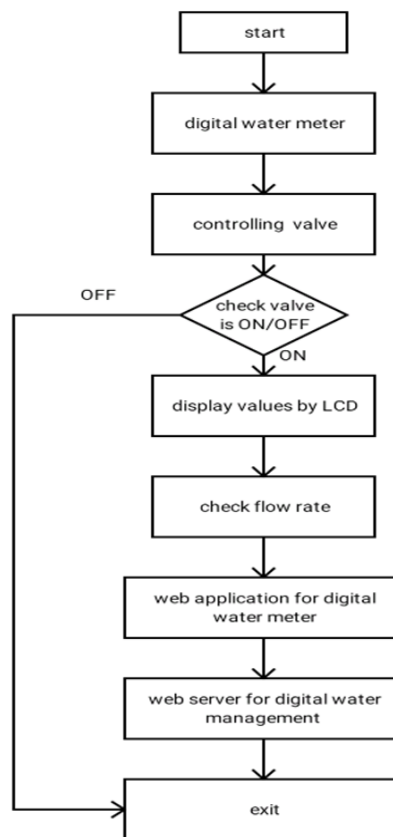 start
digital water meter
controlling valve
OFF
check valve
is ON/OFF
ON
display values by LCD
check flow rate
web application for digital
water meter
web server for digital water
management
exit